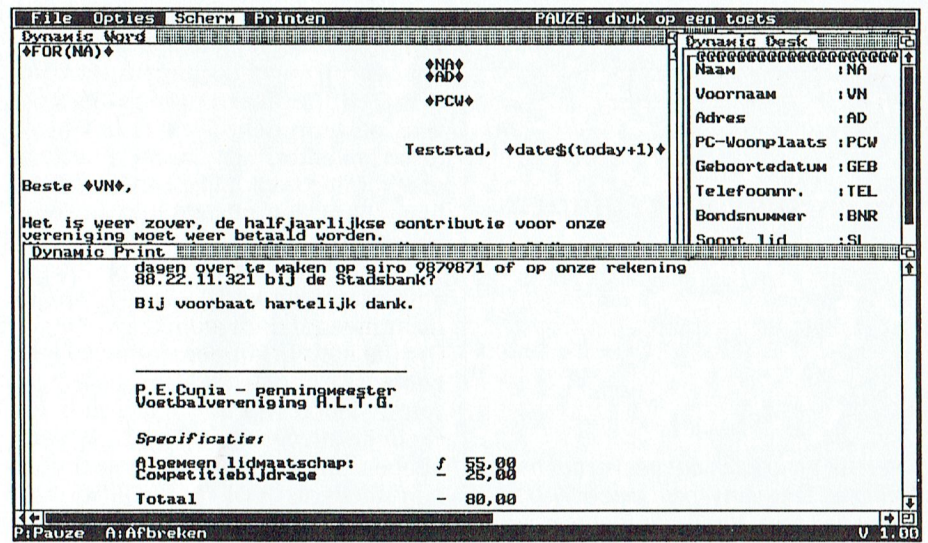 File Opties Scherm Printen PAUZE: druk op een toets
Dynamic Word
♦FOR(NA)♦
♦NA♦
♦AD♦
♦PCW♦
Teststad, ♦date$(today+1)♦
Beste ♦VN♦,
Het is weer zover, de halfjaarlijkse contributie voor onze
vereniging moet weer betaald worden.
Dynamic Desk
@@@@@@@@@@@@@@@@@@@@
Naam :NA
Voornaam :VN
Adres :AD
PC-Woonplaats :PCW
Geboortedatum :GEB
Telefoonnr. :TEL
Bondsnummer :BNR
Soort lid :SL
Dynamic Print
dagen over te maken op giro 9879871 of op onze rekening
88.22.11.321 bij de Stadsbank?
Bij voorbaat hartelijk dank.
P.E.Cunia - penningmeester
Voetbalvereniging H.L.T.G.
Specificatie:
Algemeen lidmaatschap: ƒ 55,00
Competitiebijdrage - 25,00
Totaal - 80,00
P:Pauze A:Afbreken V 1.00